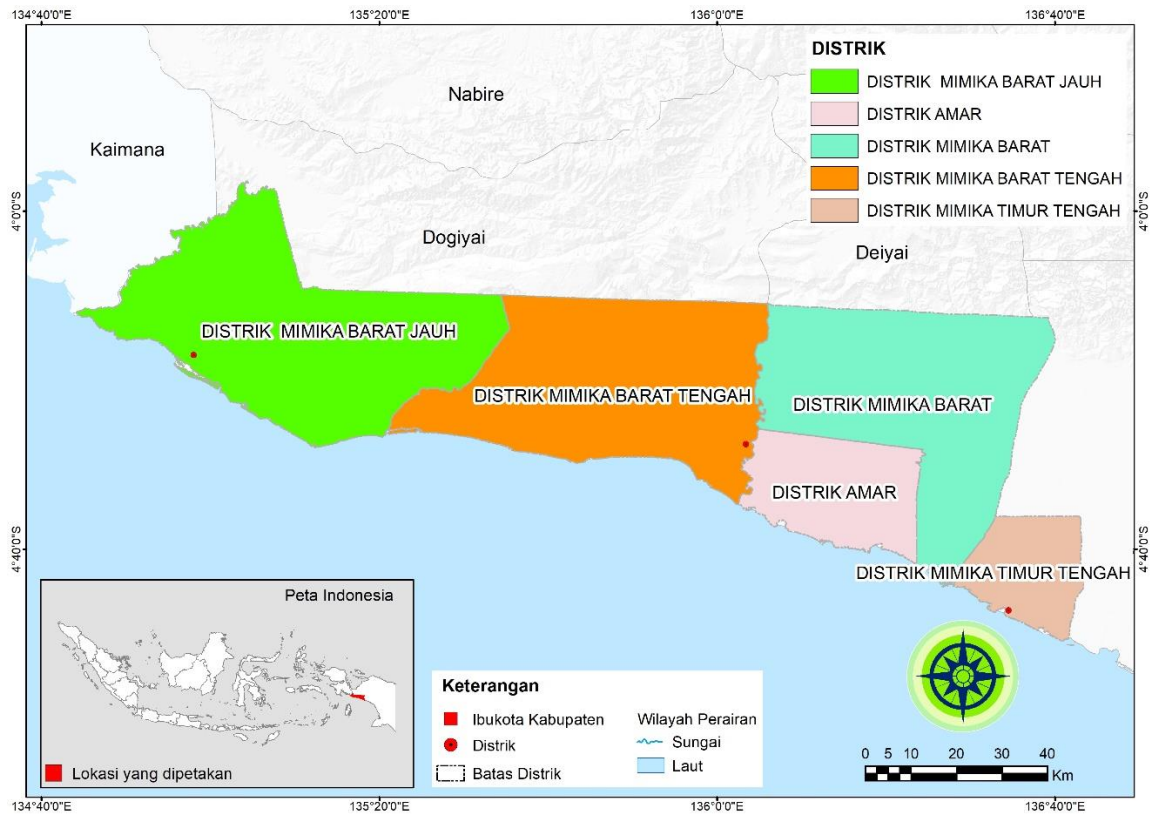 134°40'0"E
135°20'0"E
136°0'0"E
136°40'0"E
DISTRIK
DISTRIK  MIMIKA BARAT JAUH
DISTRIK AMAR
DISTRIK MIMIKA BARAT
DISTRIK MIMIKA BARAT TENGAH
DISTRIK MIMIKA TIMUR TENGAH
Nabire
Kaimana
Dogiyai
Deiyai
4°0'0"S
4°0'0"S
DISTRIK  MIMIKA BARAT JAUH
DISTRIK MIMIKA BARAT TENGAH
DISTRIK MIMIKA BARAT
DISTRIK AMAR
DISTRIK MIMIKA TIMUR TENGAH
4°40'0"S
4°40'0"S
Peta Indonesia
Lokasi yang dipetakan
Keterangan
Ibukota Kabupaten
Distrik
Batas Distrik
Wilayah Perairan
Sungai
Laut
0 5 10 20 30 40
Km
134°40'0"E
135°20'0"E
136°0'0"E
136°40'0"E